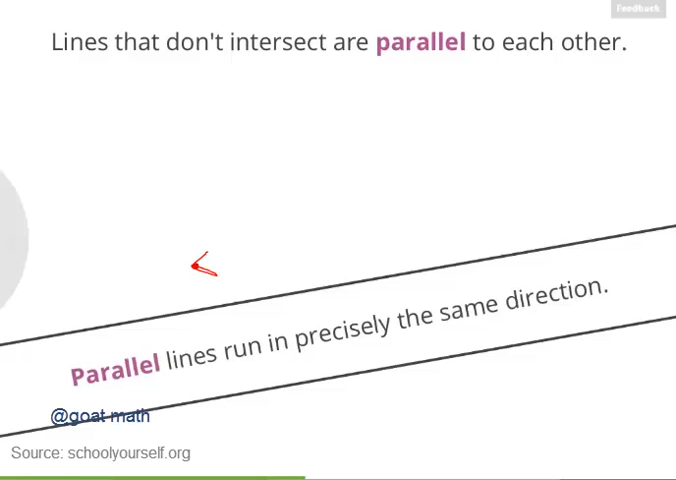 Feedback
Lines that don't intersect are parallel to each other.
Parallel lines run in precisely the same direction.
@goat math
Source: schoolyourself.org